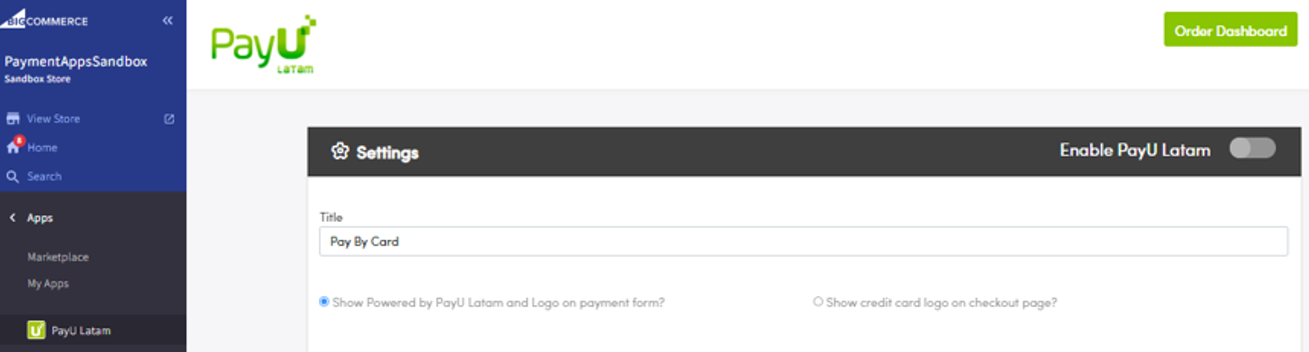 BIGCOMMERCE
«
PaymentAppsSandbox
Sandbox Store
View Store
Home
Search
Apps
Marketplace
My Apps
PayU Latam
PayU
LATAM
Order Dashboard
Settings
Enable PayU Latam
Title
Pay By Card
Show Powered by PayU Latam and Logo on payment form?
Show credit card logo on checkout page?